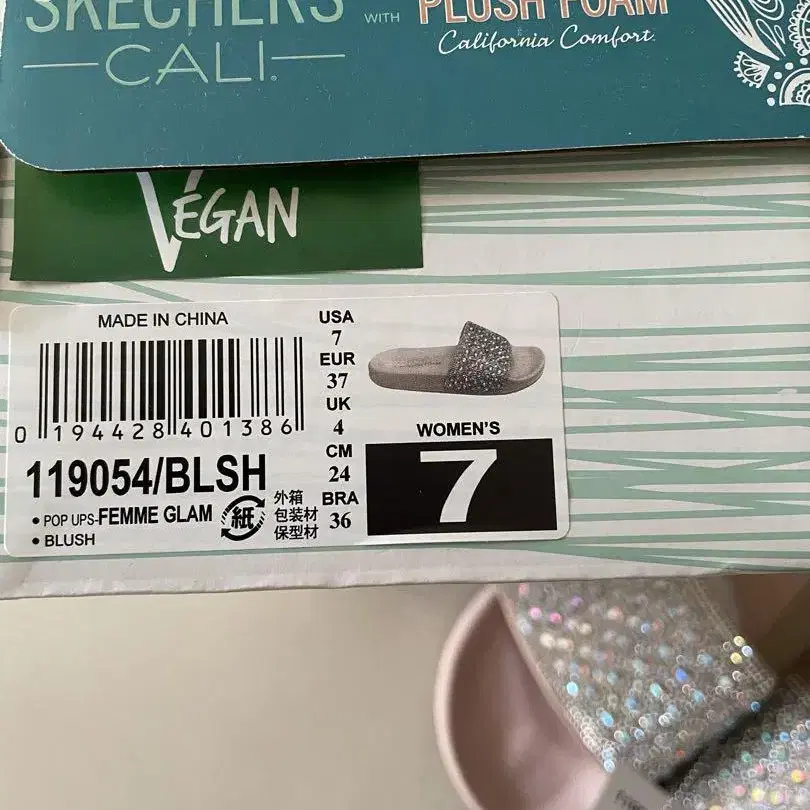 SKECHERS WITH PLUSH FOAM
CALI. California Comfort
VEGAN
MADE IN CHINA
0 194428 401386
119054/BLSH
• POP UPS-FEMME GLAM
• BLUSH
紙
外箱
包装材
保型材
USA
7
EUR
37
UK
4
CM
24
BRA
36
WOMEN'S
7